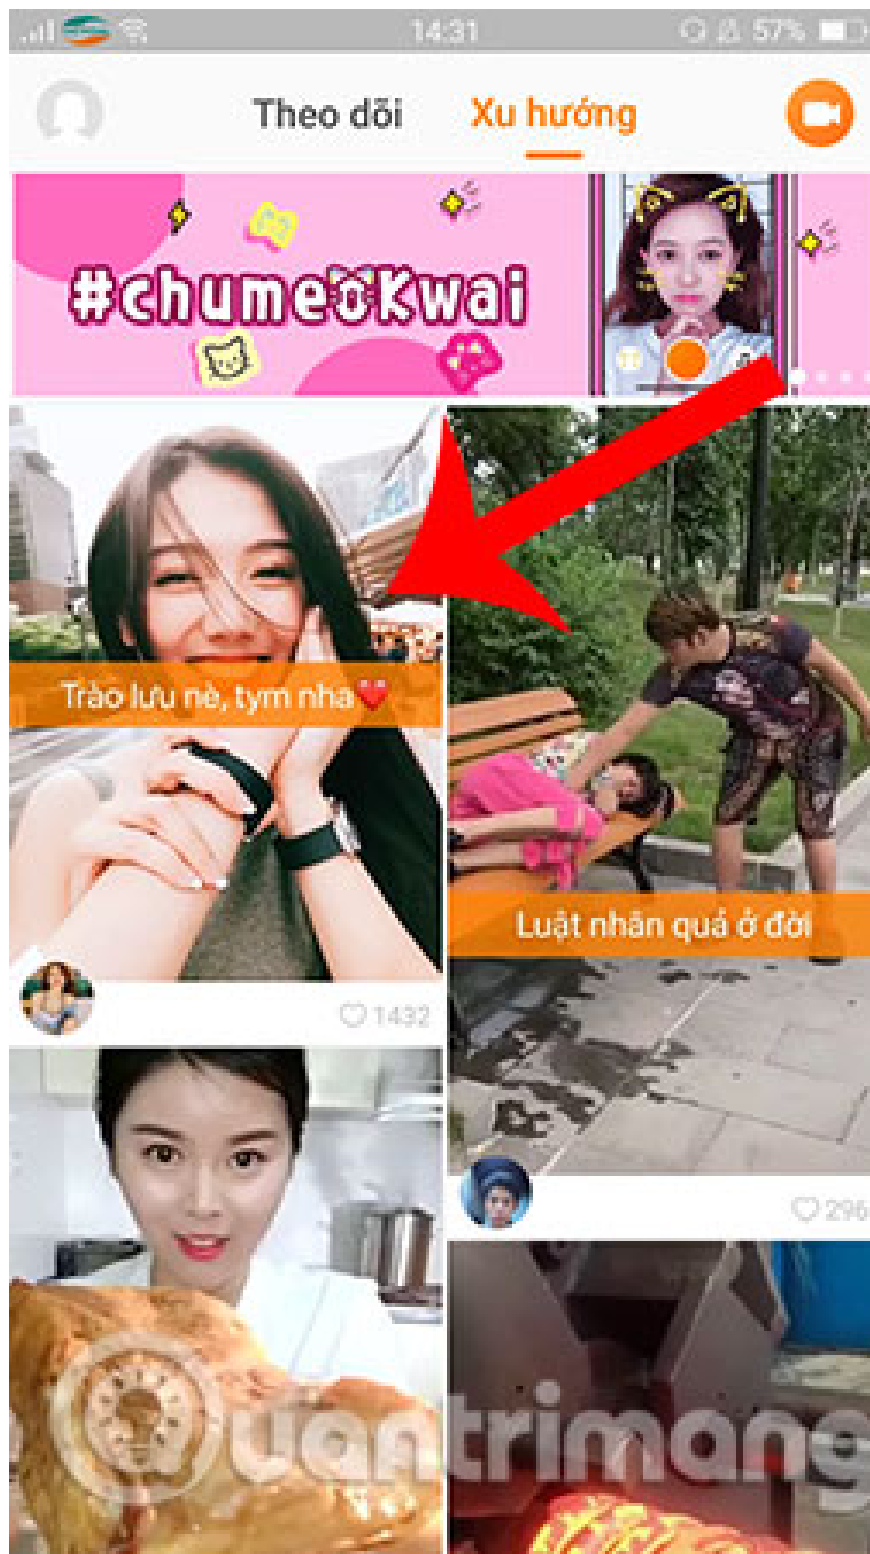 14:31
57%
Theo dõi
Xu hướng
#chumeoKwai
Trào lưu nè, tym nha❤
Luật nhân quả ở đời
1432
296
Quantrimang